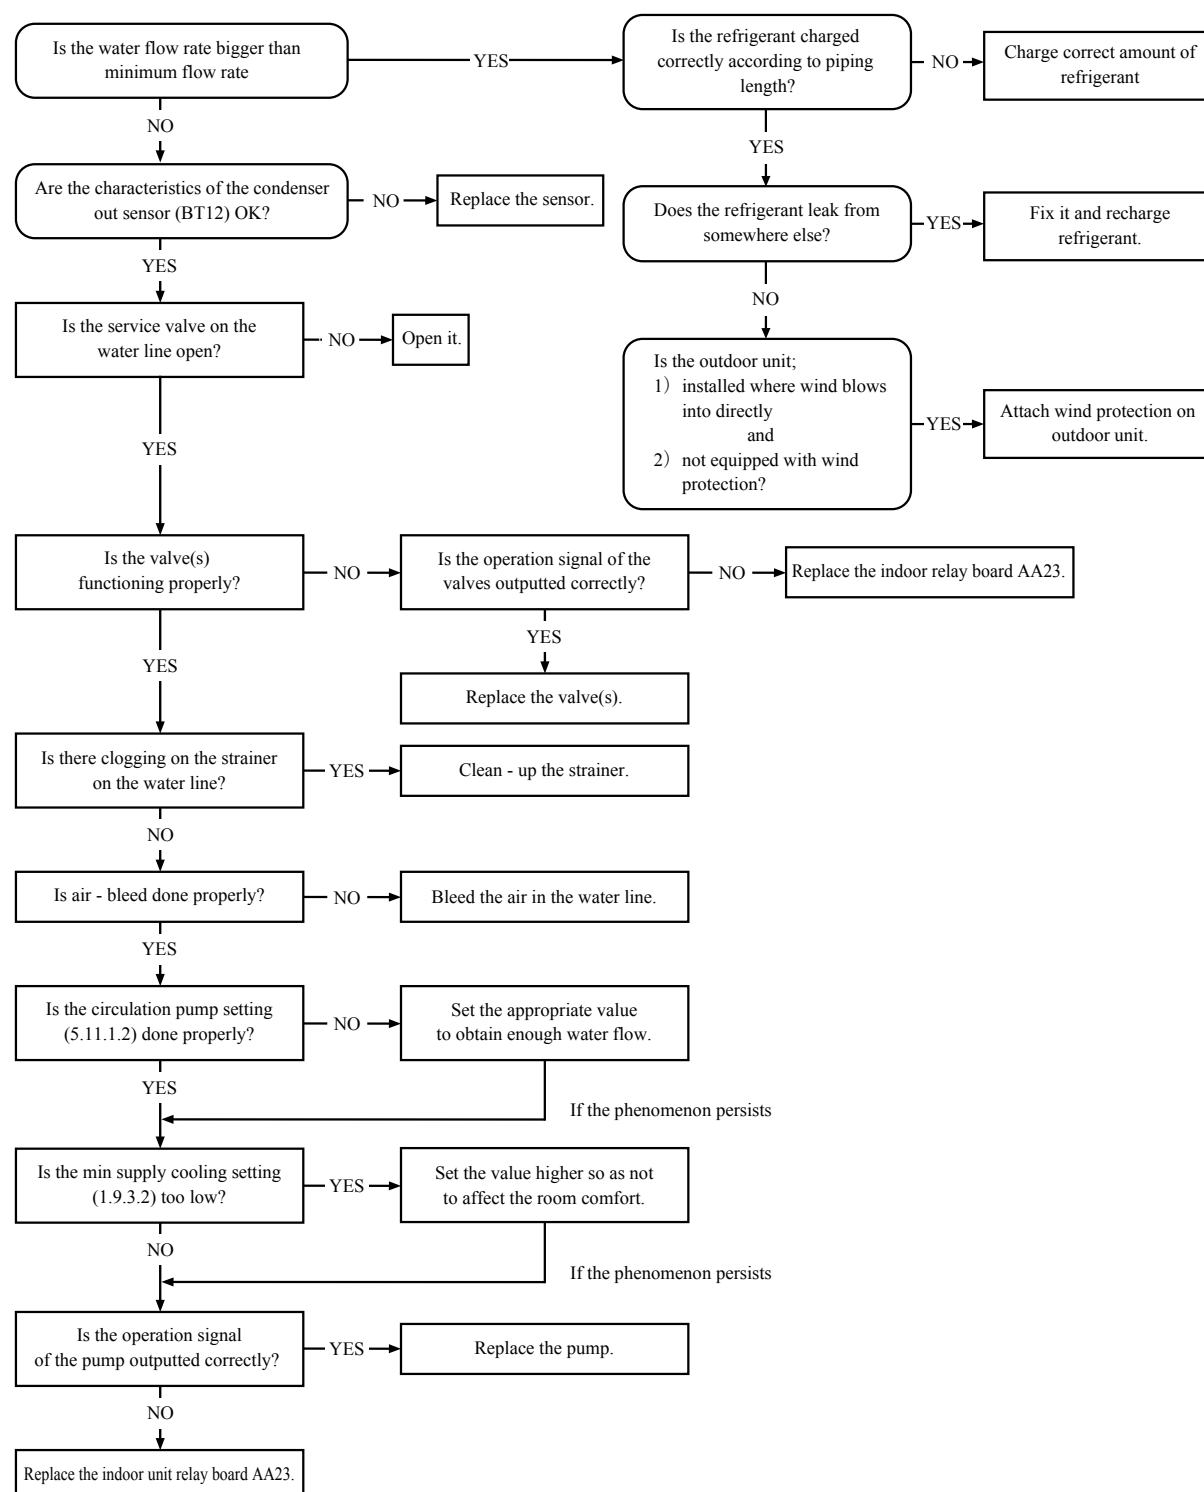 Is the water flow rate bigger than
minimum flow rate
YES
Is the refrigerant charged
correctly according to piping
length?
NO
Charge correct amount of
refrigerant
NO
YES
Are the characteristics of the condenser
out sensor (BT12) OK?
NO
Replace the sensor.
Does the refrigerant leak from
somewhere else?
YES
Fix it and recharge
refrigerant.
YES
NO
Is the service valve on the
water line open?
NO
Open it.
Is the outdoor unit;
1) installed where wind blows
into directly
and
2) not equipped with wind
protection?
YES
Attach wind protection on
outdoor unit.
YES
Is the valve(s)
functioning properly?
NO
Is the operation signal of the
valves outputted correctly?
NO
Replace the indoor relay board AA23.
YES
YES
Replace the valve(s).
Is there clogging on the strainer
on the water line?
YES
Clean - up the strainer.
NO
Is air - bleed done properly?
NO
Bleed the air in the water line.
YES
Is the circulation pump setting
(5.11.1.2) done properly?
NO
Set the appropriate value
to obtain enough water flow.
YES
If the phenomenon persists
Is the min supply cooling setting
(1.9.3.2) too low?
YES
Set the value higher so as not
to affect the room comfort.
NO
If the phenomenon persists
Is the operation signal
of the pump outputted correctly?
YES
Replace the pump.
NO
Replace the indoor unit relay board AA23.